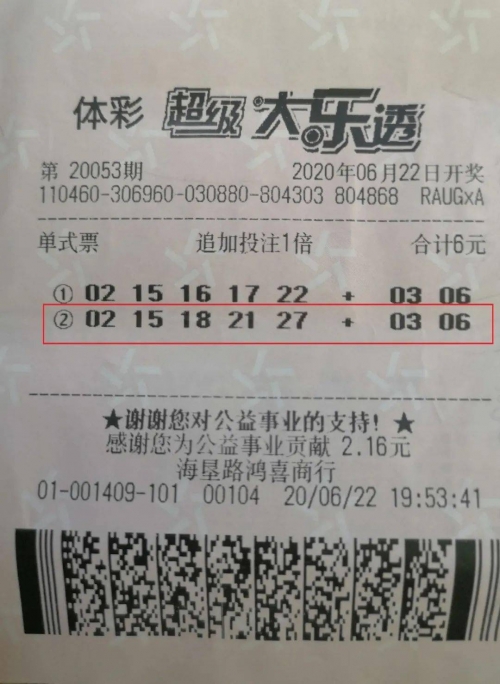 体彩 超级大乐透
第 20053期 2020年06月22日开奖
110460-306960-030880-804303 804868 RAUGxA
单式票 追加投注1倍 合计6元
① 02 15 16 17 22 + 03 06
② 02 15 18 21 27 + 03 06
★谢谢您对公益事业的支持! ★
感谢您为公益事业贡献 2.16元
海垦路鸿喜商行
01-001409-101 00104 20/06/22 19:53:41